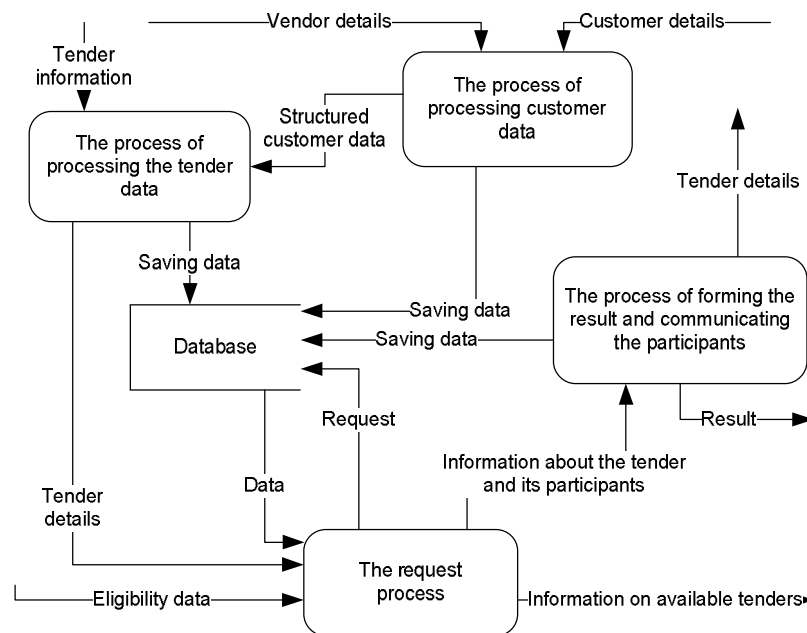 Vendor details
Customer details
Tender
information
The process of
processing customer
data
Structured
customer data
The process of
processing the tender
data
Tender details
Saving data
The process of forming the
result and communicating
the participants
Saving data
Database
Saving data
Request
Result
Information about the tender
and its participants
Data
Tender
details
The request
process
Eligibility data
Information on available tenders